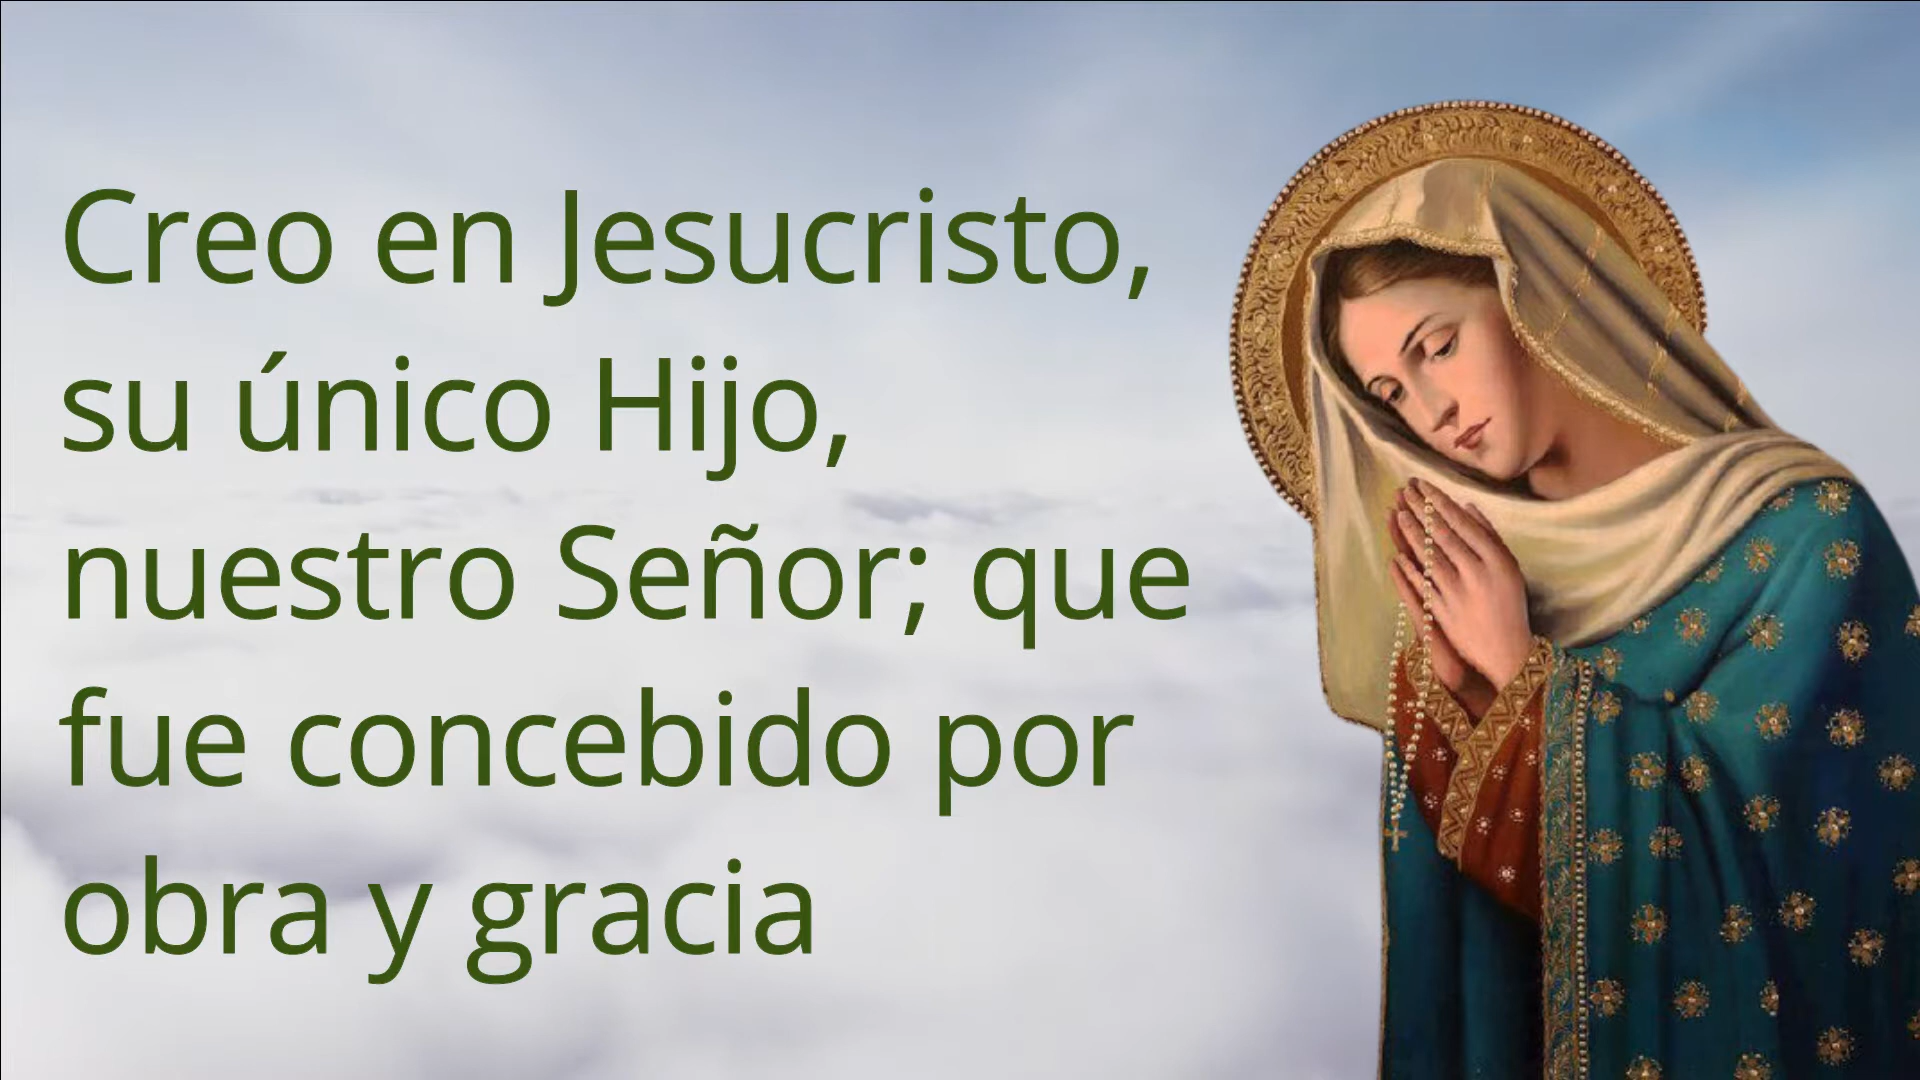 Creo en Jesucristo,
su único Hijo,
nuestro Señor; que
fue concebido por
obra y gracia